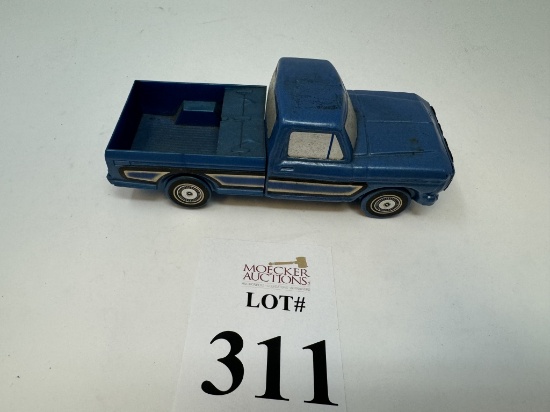 MOECKER
AUCTIONS
LOT#
311